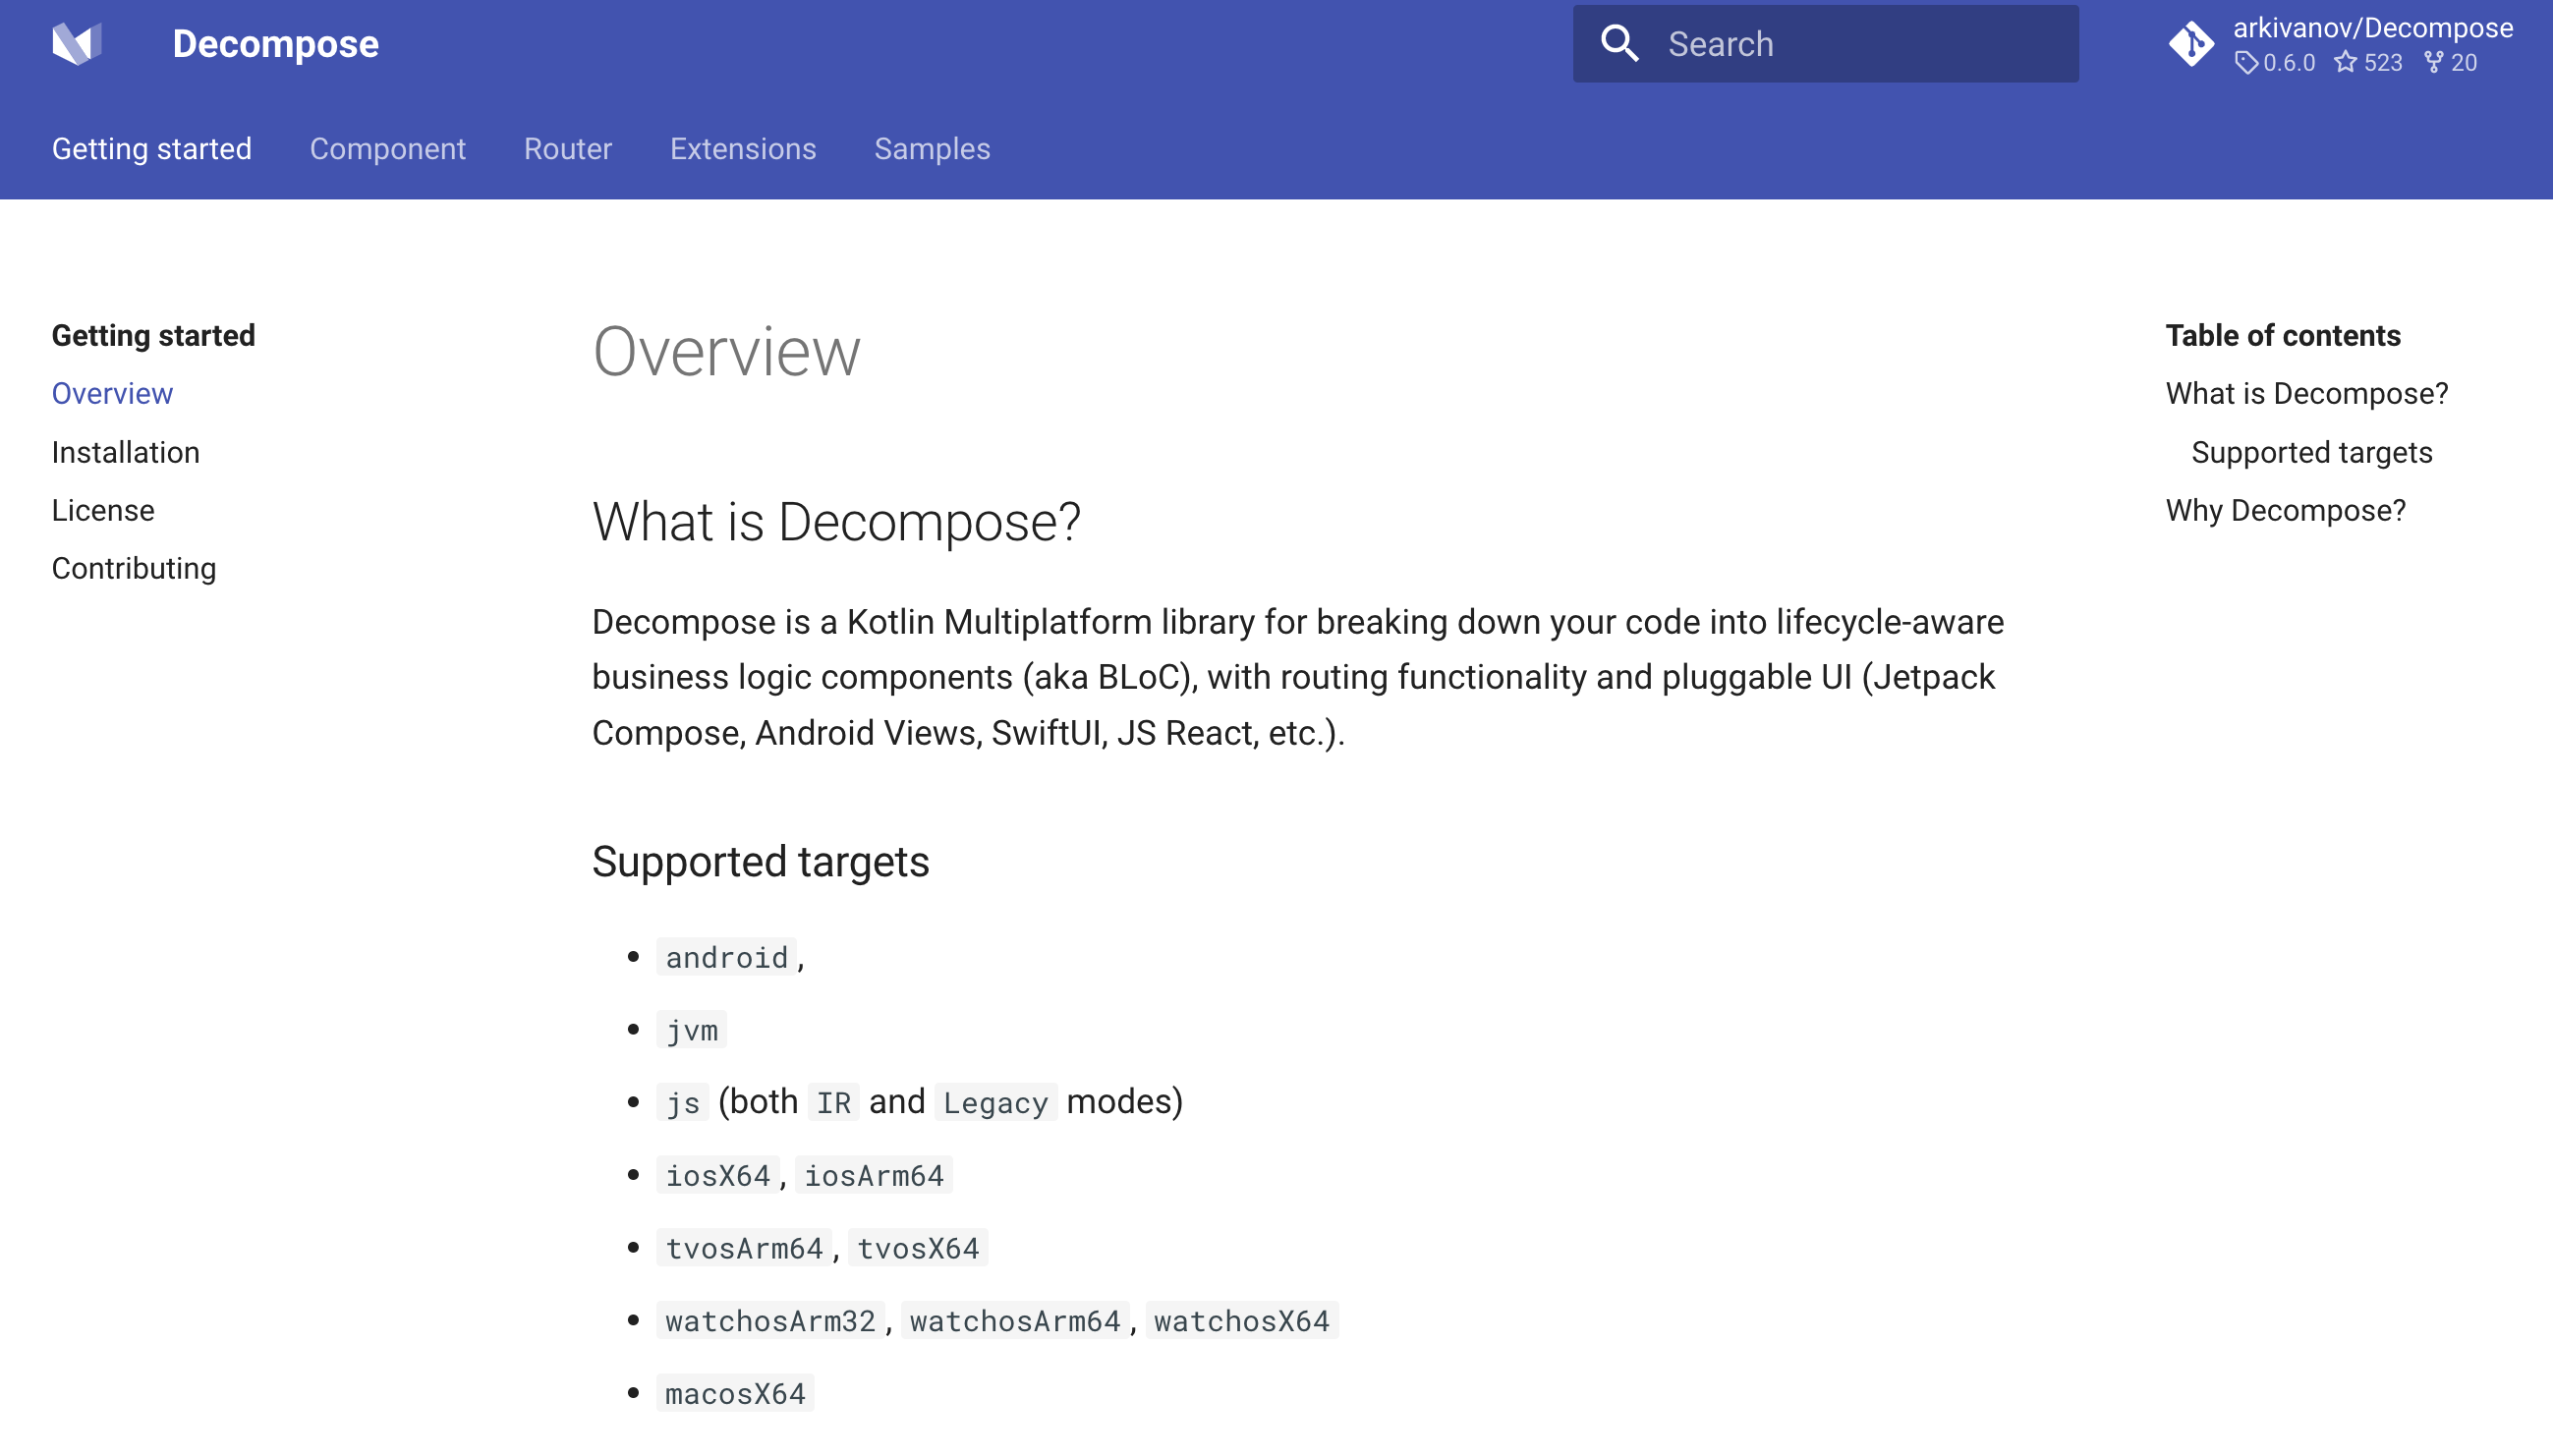 Decompose
Search
arkivanov/Decompose
0.6.0 523 20
Getting started Component Router Extensions Samples
Getting started
Overview
Installation
License
Contributing
Overview
What is Decompose?
Decompose is a Kotlin Multiplatform library for breaking down your code into lifecycle-aware
business logic components (aka BLoC), with routing functionality and pluggable UI (Jetpack
Compose, Android Views, SwiftUI, JS React, etc.).
Supported targets
android,
jvm
js (both IR and Legacy modes)
iosX64, iosArm64
tvosArm64, tvosX64
watchosArm32, watchosArm64, watchosX64
macosX64
Table of contents
What is Decompose?
Supported targets
Why Decompose?